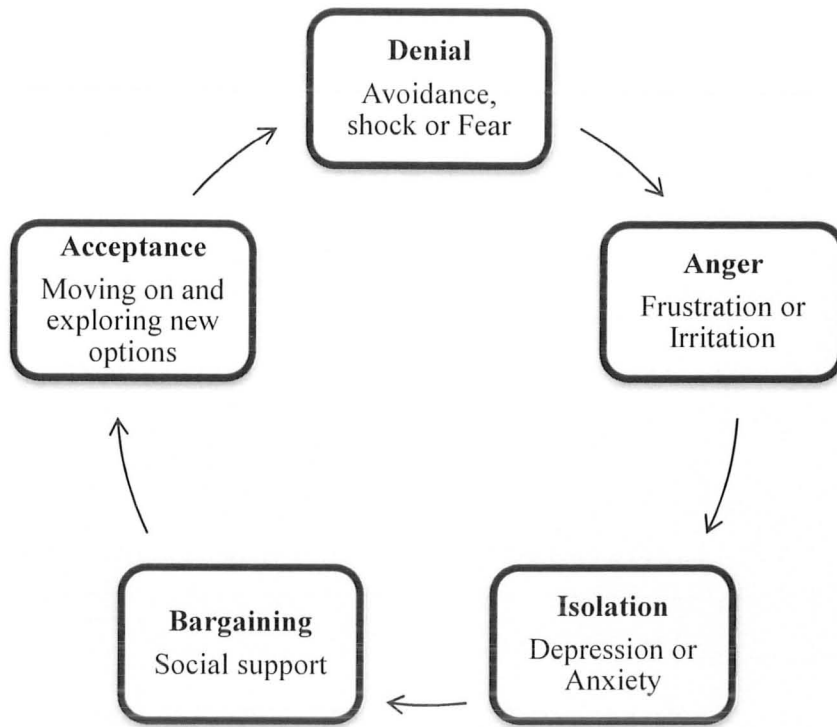 Denial
Avoidance,
shock or Fear
Anger
Frustration or
Irritation
Isolation
Depression or
Anxiety
Bargaining
Social support
Acceptance
Moving on and
exploring new
options